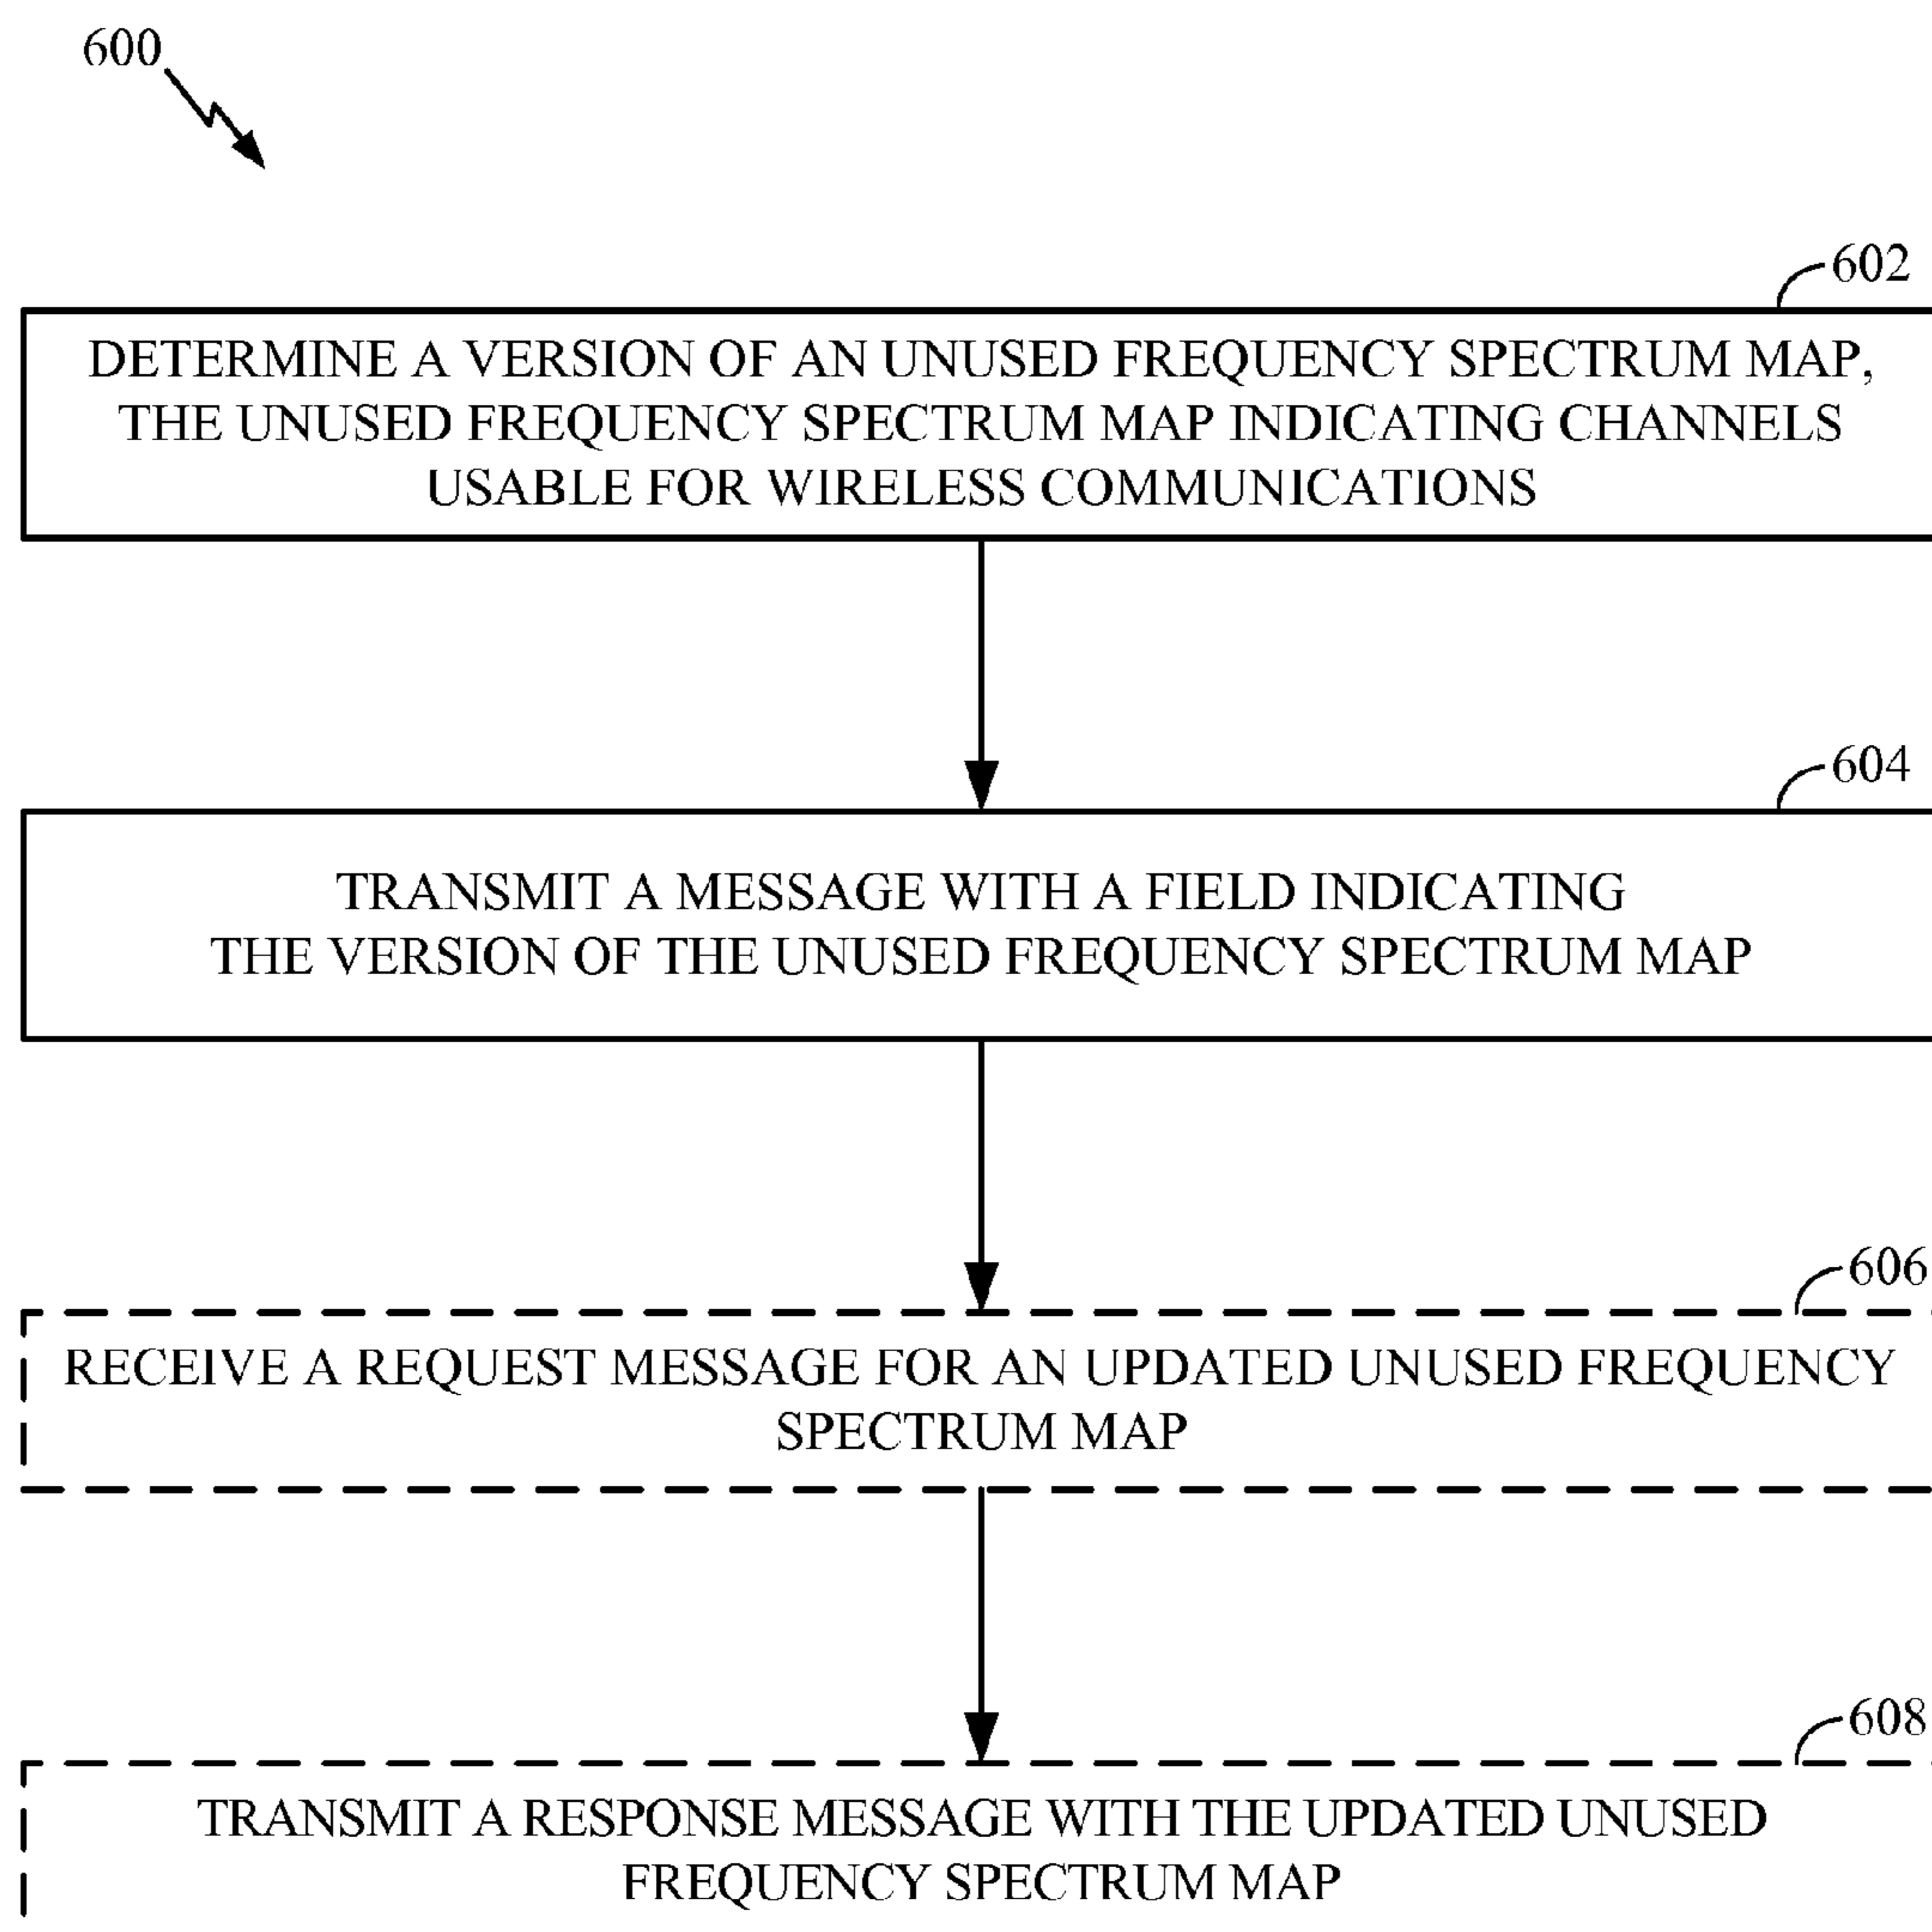 600
602
DETERMINE A VERSION OF AN UNUSED FREQUENCY SPECTRUM MAP,
THE UNUSED FREQUENCY SPECTRUM MAP INDICATING CHANNELS
USABLE FOR WIRELESS COMMUNICATIONS
604
TRANSMIT A MESSAGE WITH A FIELD INDICATING
THE VERSION OF THE UNUSED FREQUENCY SPECTRUM MAP
606
RECEIVE A REQUEST MESSAGE FOR AN UPDATED UNUSED FREQUENCY
SPECTRUM MAP
608
TRANSMIT A RESPONSE MESSAGE WITH THE UPDATED UNUSED
FREQUENCY SPECTRUM MAP